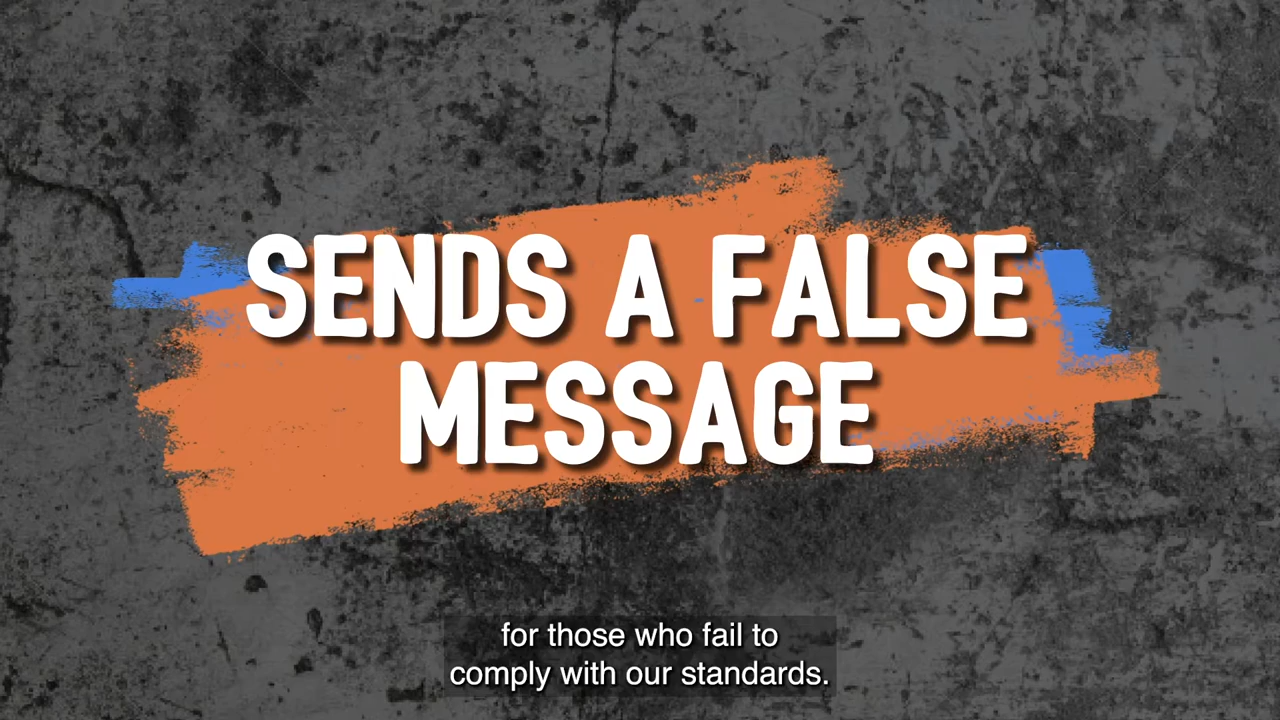 SENDS A FALSE
MESSAGE
for those who fail to
comply with our standards.